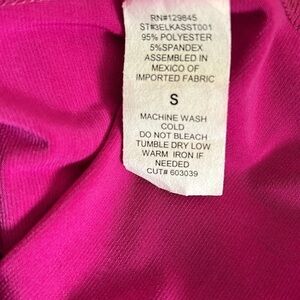 RN#129845
ST#3ELKASST001
95% POLYESTER
5%SPANDEX
ASSEMBLED IN
MEXICO OF
IMPORTED FABRIC
S
MACHINE WASH
COLD
DO NOT BLEACH
TUMBLE DRY LOW
WARM IRON IF
NEEDED
CUT# 603039